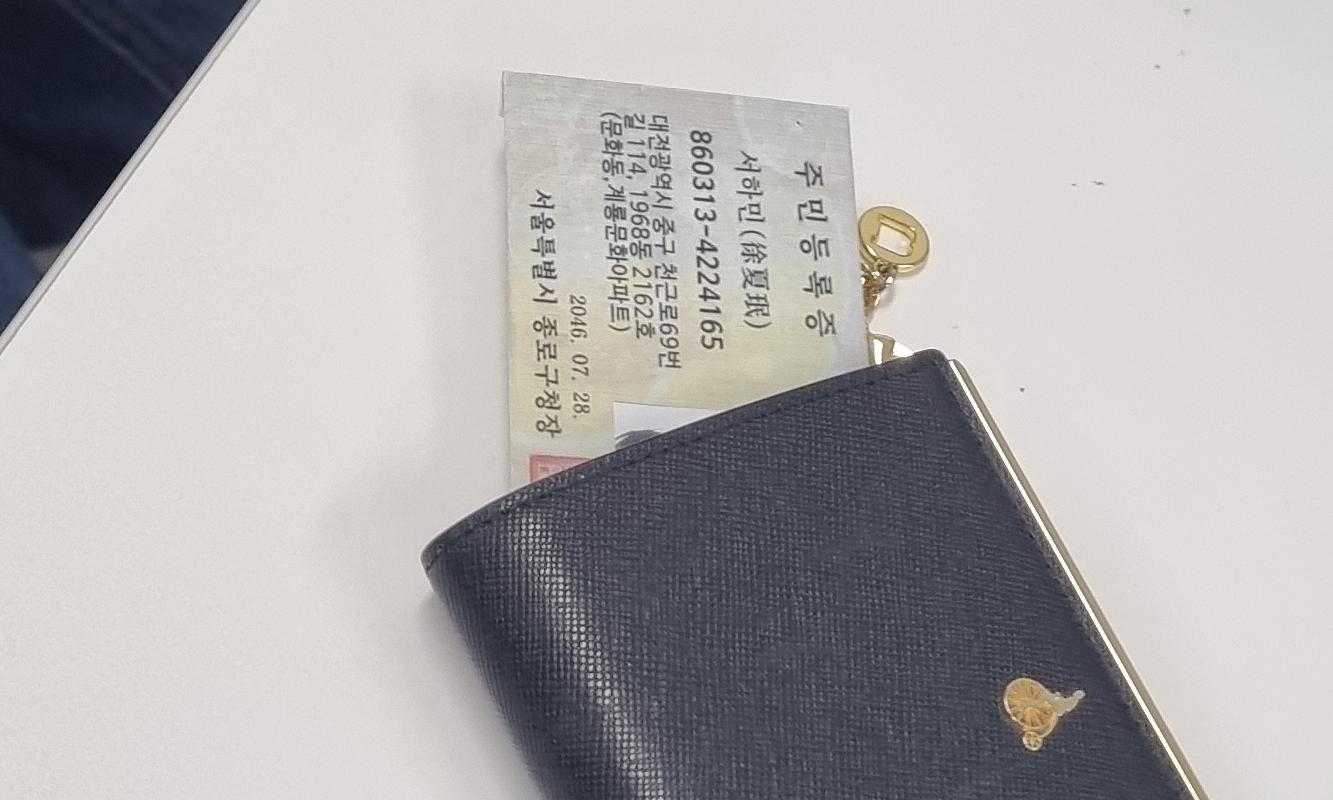 주민등록증
서하민(徐夏珉)
860313-4224165
대전광역시 중구 천근로69번
길 114, 1968동 2162호
(문화동,계룡문화아파트)
2046. 07. 28.
서울특별시 종로구청장